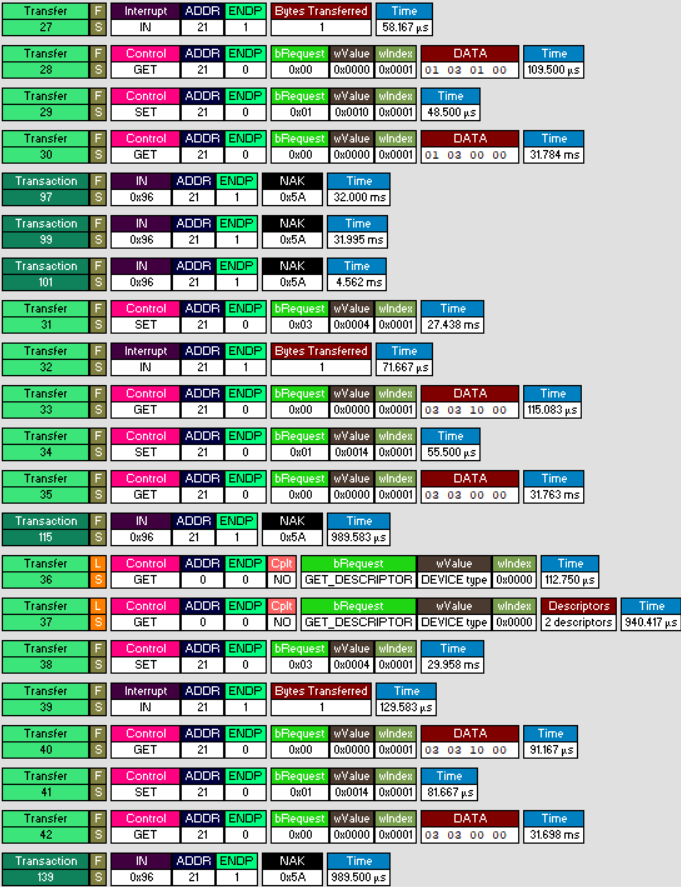 Transfer F Interrupt ADDR ENDP Bytes Transferred Time
27 S IN 21 1 1 58.167 µs
Transfer F Control ADDR ENDP bRequest wValue wIndex DATA Time
28 S GET 21 0 0x00 0x0000 0x0001 01 03 01 00 109.500 µs
Transfer F Control ADDR ENDP bRequest wValue wIndex Time
29 S SET 21 0 0x01 0x0010 0x0001 48.500 µs
Transfer F Control ADDR ENDP bRequest wValue wIndex DATA Time
30 S GET 21 0 0x00 0x0000 0x0001 01 03 00 00 31.784 ms
Transaction F IN ADDR ENDP NAK Time
97 S 0x96 21 1 0x5A 32.000 ms
Transaction F IN ADDR ENDP NAK Time
99 S 0x96 21 1 0x5A 31.995 ms
Transaction F IN ADDR ENDP NAK Time
101 S 0x96 21 1 0x5A 4.562 ms
Transfer F Control ADDR ENDP bRequest wValue wIndex Time
31 S SET 21 0 0x03 0x0004 0x0001 27.438 ms
Transfer F Interrupt ADDR ENDP Bytes Transferred Time
32 S IN 21 1 1 71.667 µs
Transfer F Control ADDR ENDP bRequest wValue wIndex DATA Time
33 S GET 21 0 0x00 0x0000 0x0001 03 03 10 00 115.083 µs
Transfer F Control ADDR ENDP bRequest wValue wIndex Time
34 S SET 21 0 0x01 0x0014 0x0001 55.500 µs
Transfer F Control ADDR ENDP bRequest wValue wIndex DATA Time
35 S GET 21 0 0x00 0x0000 0x0001 03 03 00 00 31.763 ms
Transaction F IN ADDR ENDP NAK Time
115 S 0x96 21 1 0x5A 989.583 µs
Transfer L Control ADDR ENDP Cplt bRequest wValue wIndex Time
36 S GET 0 0 NO GET_DESCRIPTOR DEVICE type 0x0000 112.750 µs
Transfer L Control ADDR ENDP Cplt bRequest wValue wIndex Descriptors Time
37 S GET 0 0 NO GET_DESCRIPTOR DEVICE type 0x0000 2 descriptors 940.417 µs
Transfer F Control ADDR ENDP bRequest wValue wIndex Time
38 S SET 21 0 0x03 0x0004 0x0001 29.958 ms
Transfer F Interrupt ADDR ENDP Bytes Transferred Time
39 S IN 21 1 1 129.583 µs
Transfer F Control ADDR ENDP bRequest wValue wIndex DATA Time
40 S GET 21 0 0x00 0x0000 0x0001 03 03 10 00 91.167 µs
Transfer F Control ADDR ENDP bRequest wValue wIndex Time
41 S SET 21 0 0x01 0x0014 0x0001 81.667 µs
Transfer F Control ADDR ENDP bRequest wValue wIndex DATA Time
42 S GET 21 0 0x00 0x0000 0x0001 03 03 00 00 31.698 ms
Transaction F IN ADDR ENDP NAK Time
139 S 0x96 21 1 0x5A 989.500 µs